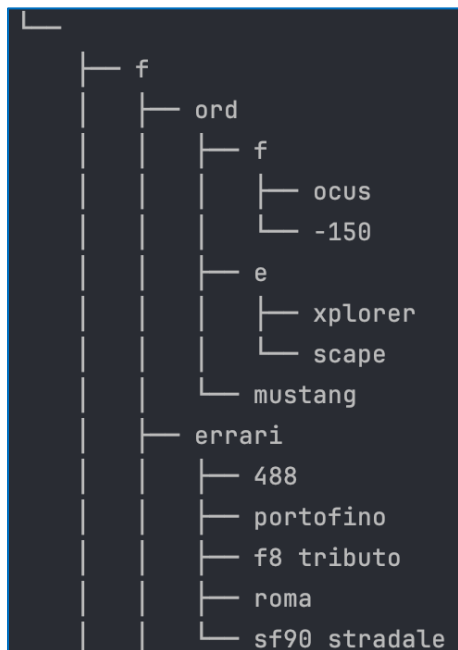 f
ord
f
ocus
-150
e
xplorer
scape
mustang
errari
488
portofino
f8 tributo
roma
sf90 stradale